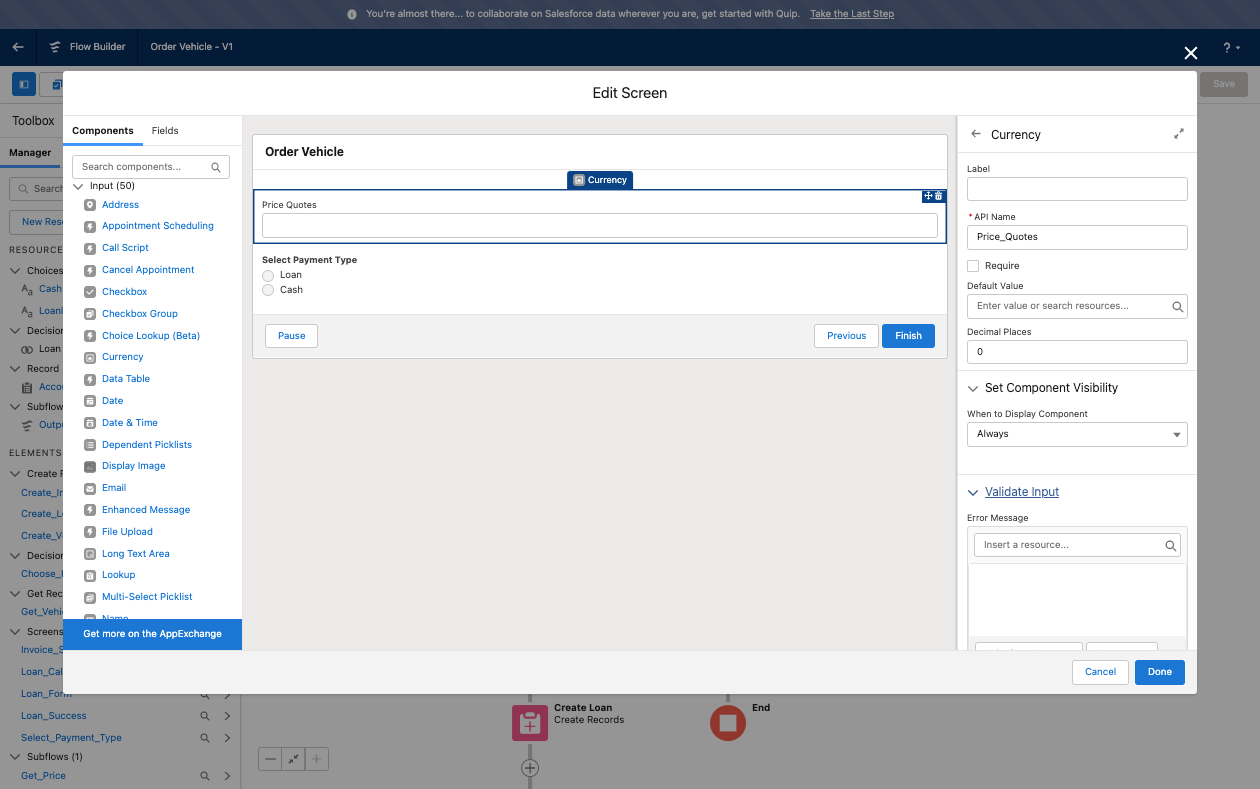 You're almost there... to collaborate on Salesforce data wherever you are, get started with Quip. Take the Last Step
Flow Builder
Order Vehicle - V1
?
Save
Edit Screen
Toolbox
Manager
Search
New Reso
RESOURCE
Choices
Cash
Loan
Decision
Loan
Record
Acco
Subflow
Outp
ELEMENTS
Create R
Create_In
Create_Lo
Create_V
Decision
Choose_
Get Rec
Get_Vehi
Screens
Invoice_S
Loan_Cal
Loan_Form
Loan_Success
Select_Payment_Type
Subflows (1)
Get_Price
Components
Fields
Search components...
Input (50)
Address
Appointment Scheduling
Call Script
Cancel Appointment
Checkbox
Checkbox Group
Choice Lookup (Beta)
Currency
Data Table
Date
Date & Time
Dependent Picklists
Display Image
Email
Enhanced Message
File Upload
Long Text Area
Lookup
Multi-Select Picklist
Name
Get more on the AppExchange
Order Vehicle
Currency
Price Quotes
Select Payment Type
Loan
Cash
Pause
Previous
Finish
Currency
Label
* API Name
Price_Quotes
Require
Default Value
Enter value or search resources...
Decimal Places
0
Set Component Visibility
When to Display Component
Always
Validate Input
Error Message
Insert a resource...
Cancel
Done
Create Loan
Create Records
End